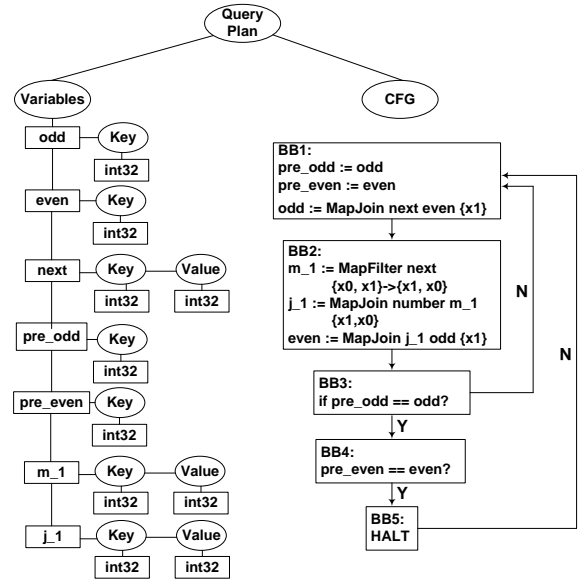 Query
Plan
Variables
CFG
odd
Key
int32
even
Key
int32
next
Key
Value
int32
int32
pre_odd
Key
int32
pre_even
Key
int32
m_1
Key
Value
int32
int32
j_1
Key
Value
int32
int32
BB1:
pre_odd := odd
pre_even := even
odd := MapJoin next even {x1}
BB2:
m_1 := MapFilter next
{x0, x1}->{x1, x0}
j_1 := MapJoin number m_1
{x1,x0}
even := MapJoin j_1 odd {x1}
N
N
BB3:
if pre_odd == odd?
Y
BB4:
pre_even == even?
Y
BB5:
HALT